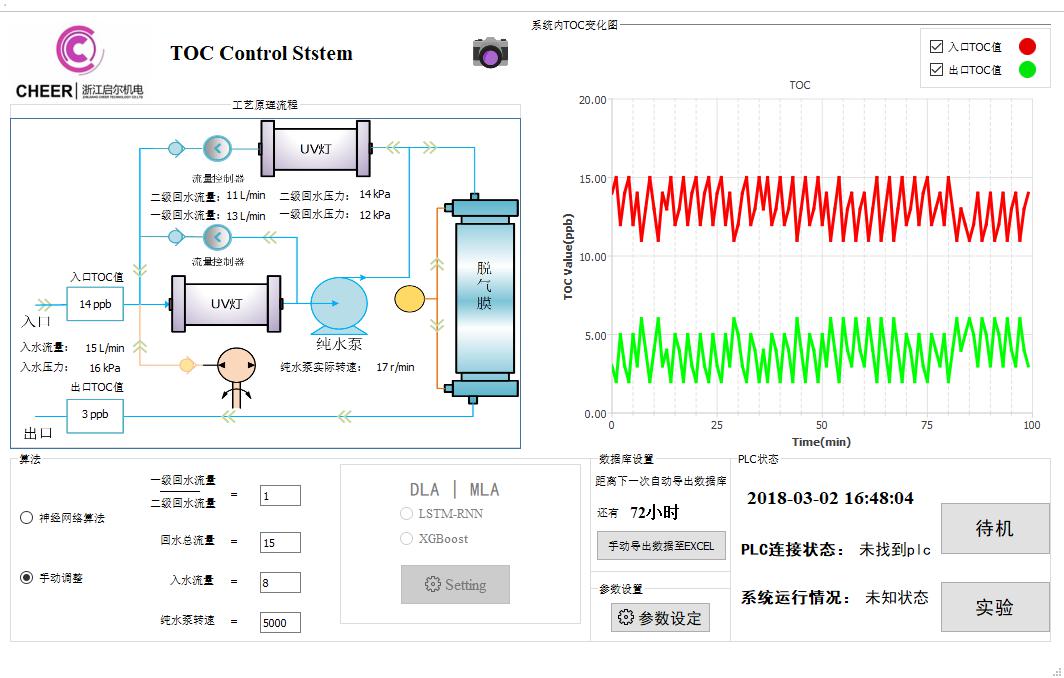 CHEER 浙江启尔机电
TOC Control Ststem
工艺原理流程
UV灯
流量控制器
二级回水流量： 11 L/min 二级回水压力： 14 kPa
一级回水流量： 13 L/min 一级回水压力： 12 kPa
流量控制器
入口TOC值
14 ppb
UV灯
脱气膜
入口
纯水泵
入水流量： 15 L/min
入水压力： 16 kPa
纯水泵实际转速： 17 r/min
出口TOC值
3 ppb
出口
系统内TOC变化图
入口TOC值
出口TOC值
TOC
20.00
15.00
10.00
5.00
0.00
TOC Value(ppb)
0 25 50 75 100
Time(min)
算法
神经网络算法
手动调整
一级回水流量
二级回水流量 = 1
回水总流量 = 15
入水流量 = 8
纯水泵转速 = 5000
DLA | MLA
LSTM-RNN
XGBoost
Setting
数据库设置
距离下一次自动导出数据库
还有 72小时
手动导出数据至EXCEL
参数设置
参数设定
PLC状态
2018-03-02 16:48:04
PLC连接状态： 未找到plc
系统运行情况： 未知状态
待机
实验